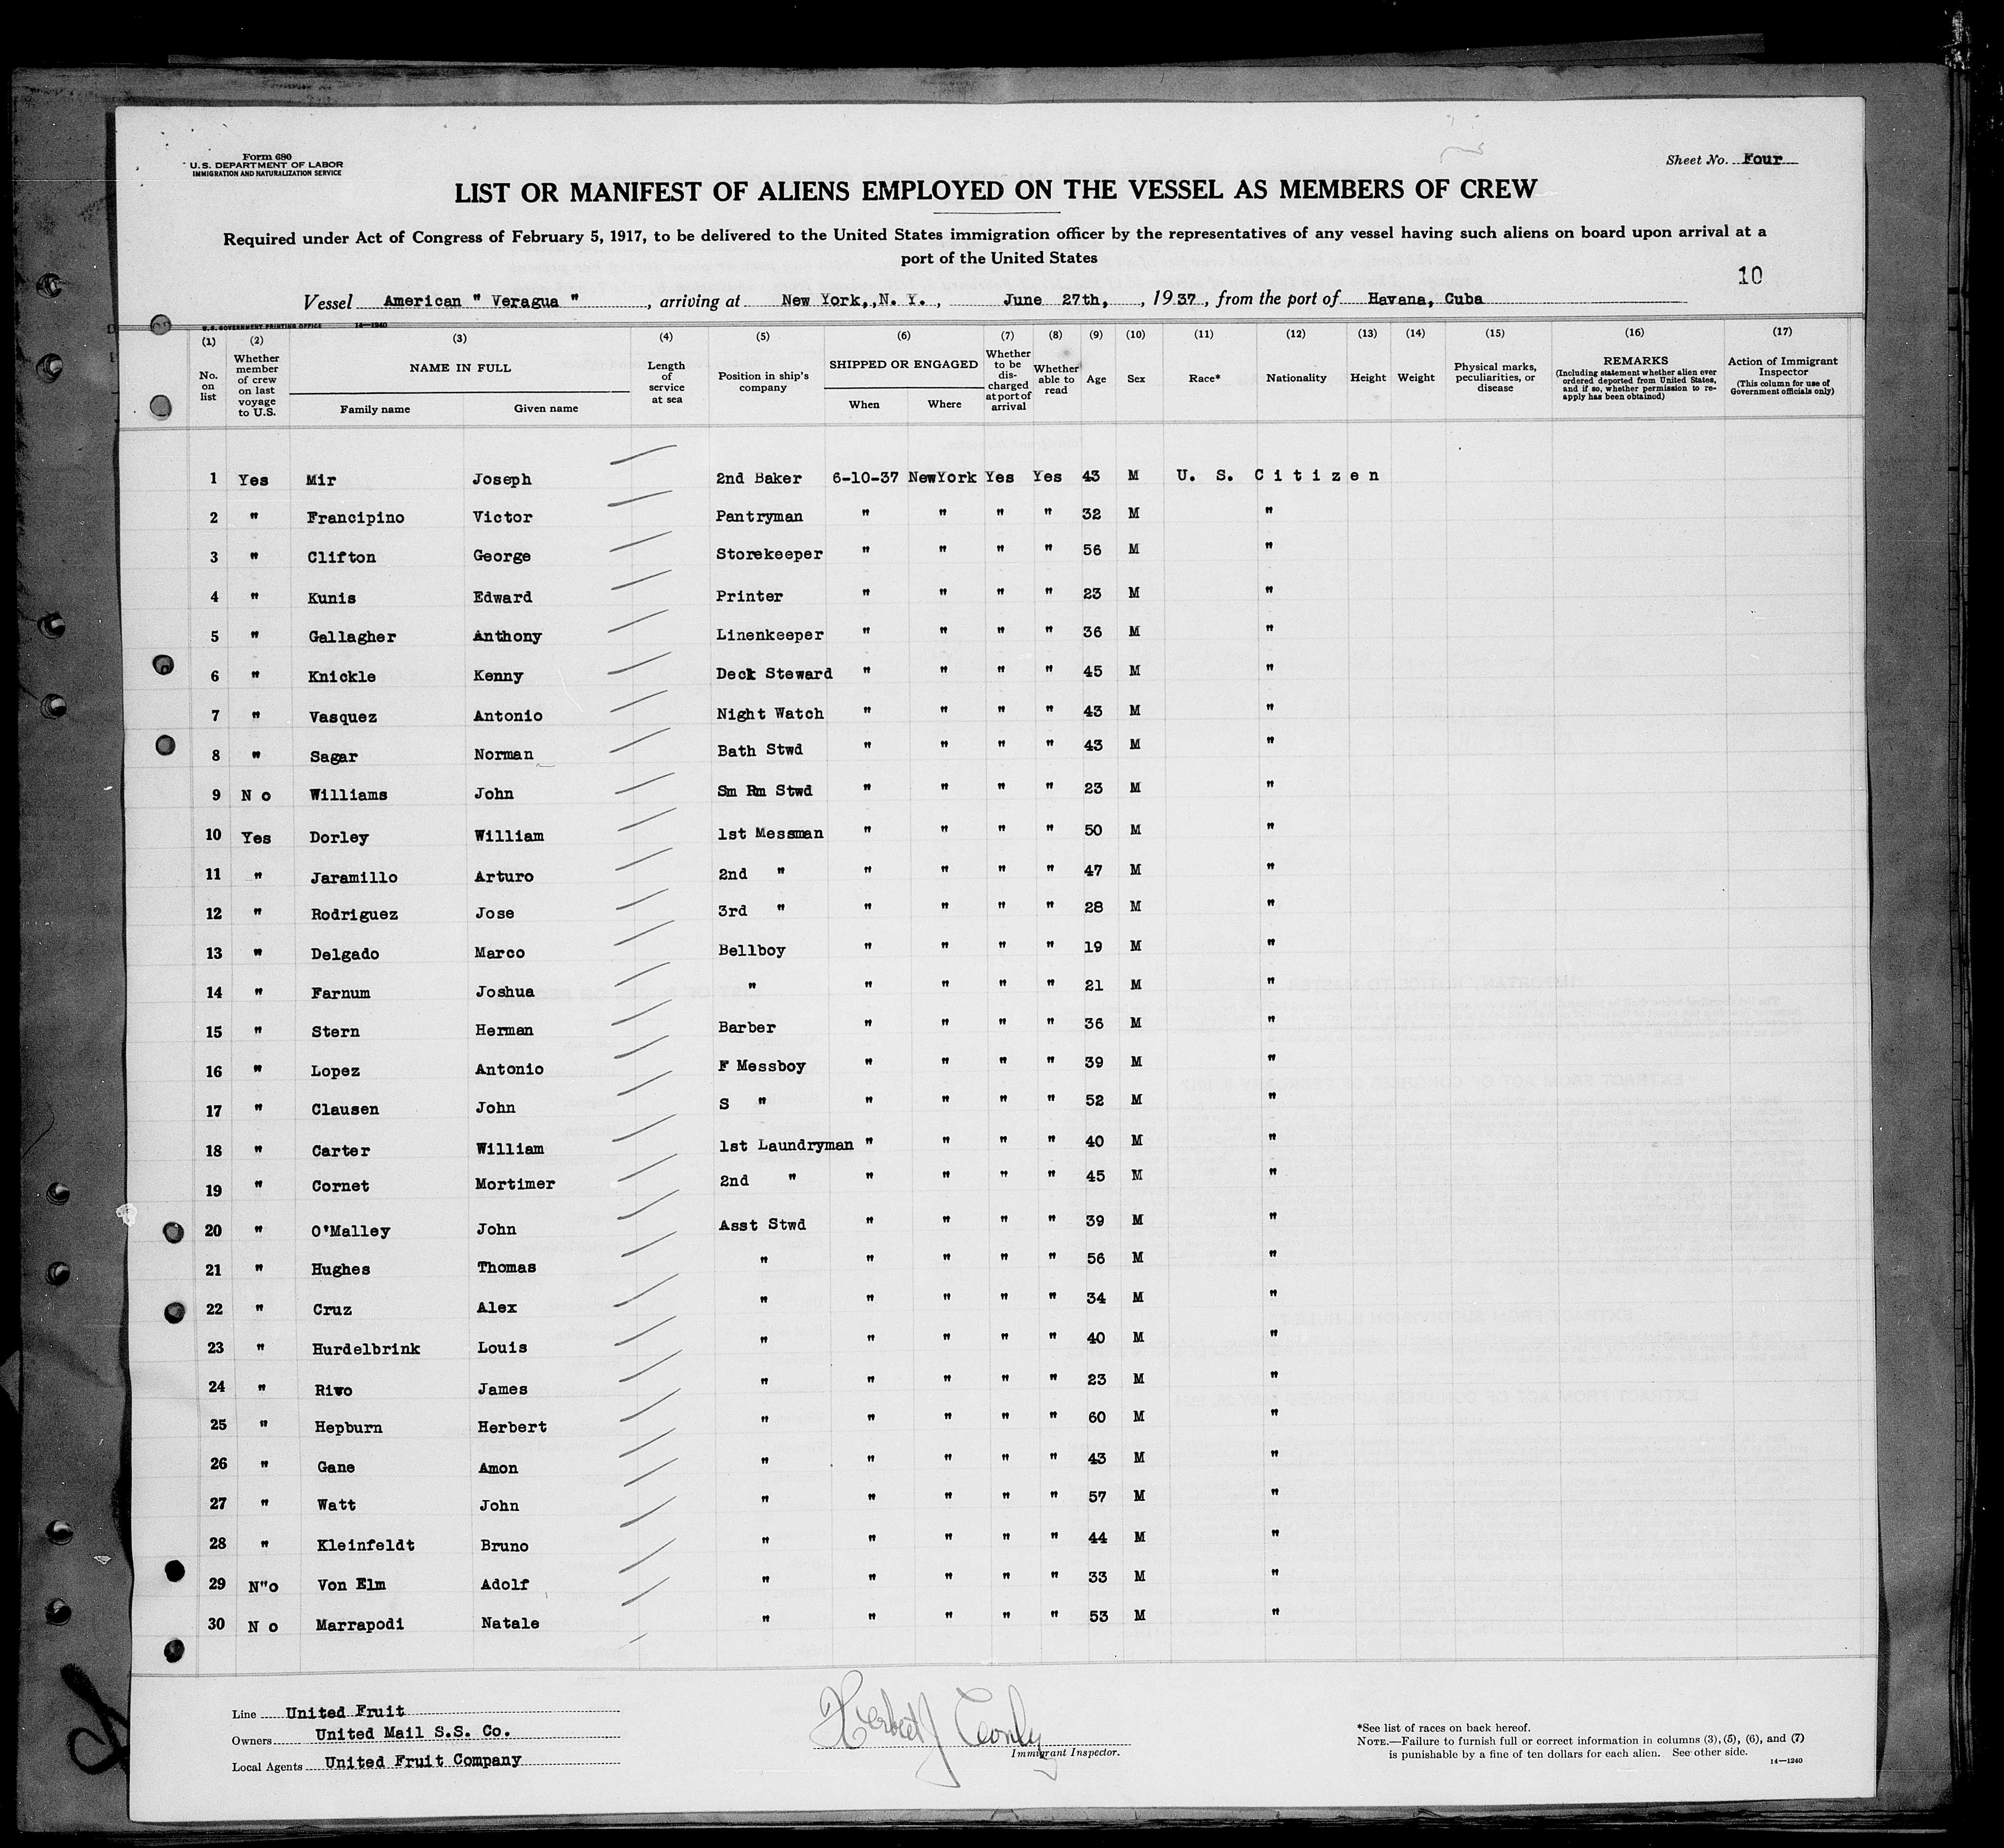 Form 680
U. S. DEPARTMENT OF LABOR
IMMIGRATION AND NATURALIZATION SERVICE
Sheet No. Four
LIST OR MANIFEST OF ALIENS EMPLOYED ON THE VESSEL AS MEMBERS OF CREW
Required under Act of Congress of February 5, 1917, to be delivered to the United States immigration officer by the representatives of any vessel having such aliens on board upon arrival at a
port of the United States
10
Vessel American " Veragua " , arriving at New York,,N. Y. , June 27th, , 1937 , from the port of Havana, Cuba
U. S. GOVERNMENT PRINTING OFFICE 14—1240
(1) (2) (3) (4) (5) (6) (7) (8) (9) (10) (11) (12) (13) (14) (15) (16) (17)
No. on list
Whether member of crew on last voyage to U.S.
NAME IN FULL
Family name Given name
Length of service at sea
Position in ship's company
SHIPPED OR ENGAGED
When Where
Whether to be discharged at port of arrival
Whether able to read
Age Sex Race* Nationality Height Weight
Physical marks, peculiarities, or disease
REMARKS
(Including statement whether alien ever ordered deported from United States, and if so, whether permission to re-apply has been obtained)
Action of Immigrant Inspector
(This column for use of Government officials only)
1 Yes Mir Joseph 2nd Baker 6-10-37 NewYork Yes Yes 43 M U. S. Citizen
2 " Francipino Victor Pantryman " " " " 32 M "
3 " Clifton George Storekeeper " " " " 56 M "
4 " Kunis Edward Printer " " " " 23 M "
5 " Gallagher Anthony Linenkeeper " " " " 36 M "
6 " Knickle Kenny Deck Steward " " " " 45 M "
7 " Vasquez Antonio Night Watch " " " " 43 M "
8 " Sagar Norman Bath Stwd " " " " 43 M "
9 N o Williams John Sm Rm Stwd " " " " 23 M "
10 Yes Dorley William 1st Messman " " " " 50 M "
11 " Jaramillo Arturo 2nd " " " " " 47 M "
12 " Rodriguez Jose 3rd " " " " " 28 M "
13 " Delgado Marco Bellboy " " " " 19 M "
14 " Farnum Joshua " " " " " 21 M "
15 " Stern Herman Barber " " " " 36 M "
16 " Lopez Antonio F Messboy " " " " 39 M "
17 " Clausen John S " " " " " 52 M "
18 " Carter William 1st Laundryman " " " " 40 M "
19 " Cornet Mortimer 2nd " " " " " 45 M "
20 " O'Malley John Asst Stwd " " " " 39 M "
21 " Hughes Thomas " " " " " 56 M "
22 " Cruz Alex " " " " " 34 M "
23 " Hurdelbrink Louis " " " " " 40 M "
24 " Rivo James " " " " " 23 M "
25 " Hepburn Herbert " " " " " 60 M "
26 " Gane Amon " " " " " 43 M "
27 " Watt John " " " " " 57 M "
28 " Kleinfeldt Bruno " " " " " 44 M "
29 N"o Von Elm Adolf " " " " " 33 M "
30 N o Marrapodi Natale " " " " " 53 M "
Line United Fruit
Owners United Mail S.S. Co.
Local Agents United Fruit Company
Herbert J
Immigrant Inspector.
*See list of races on back hereof.
NOTE.—Failure to furnish full or correct information in columns (3), (5), (6), and (7)
is punishable by a fine of ten dollars for each alien. See other side.
14—1240